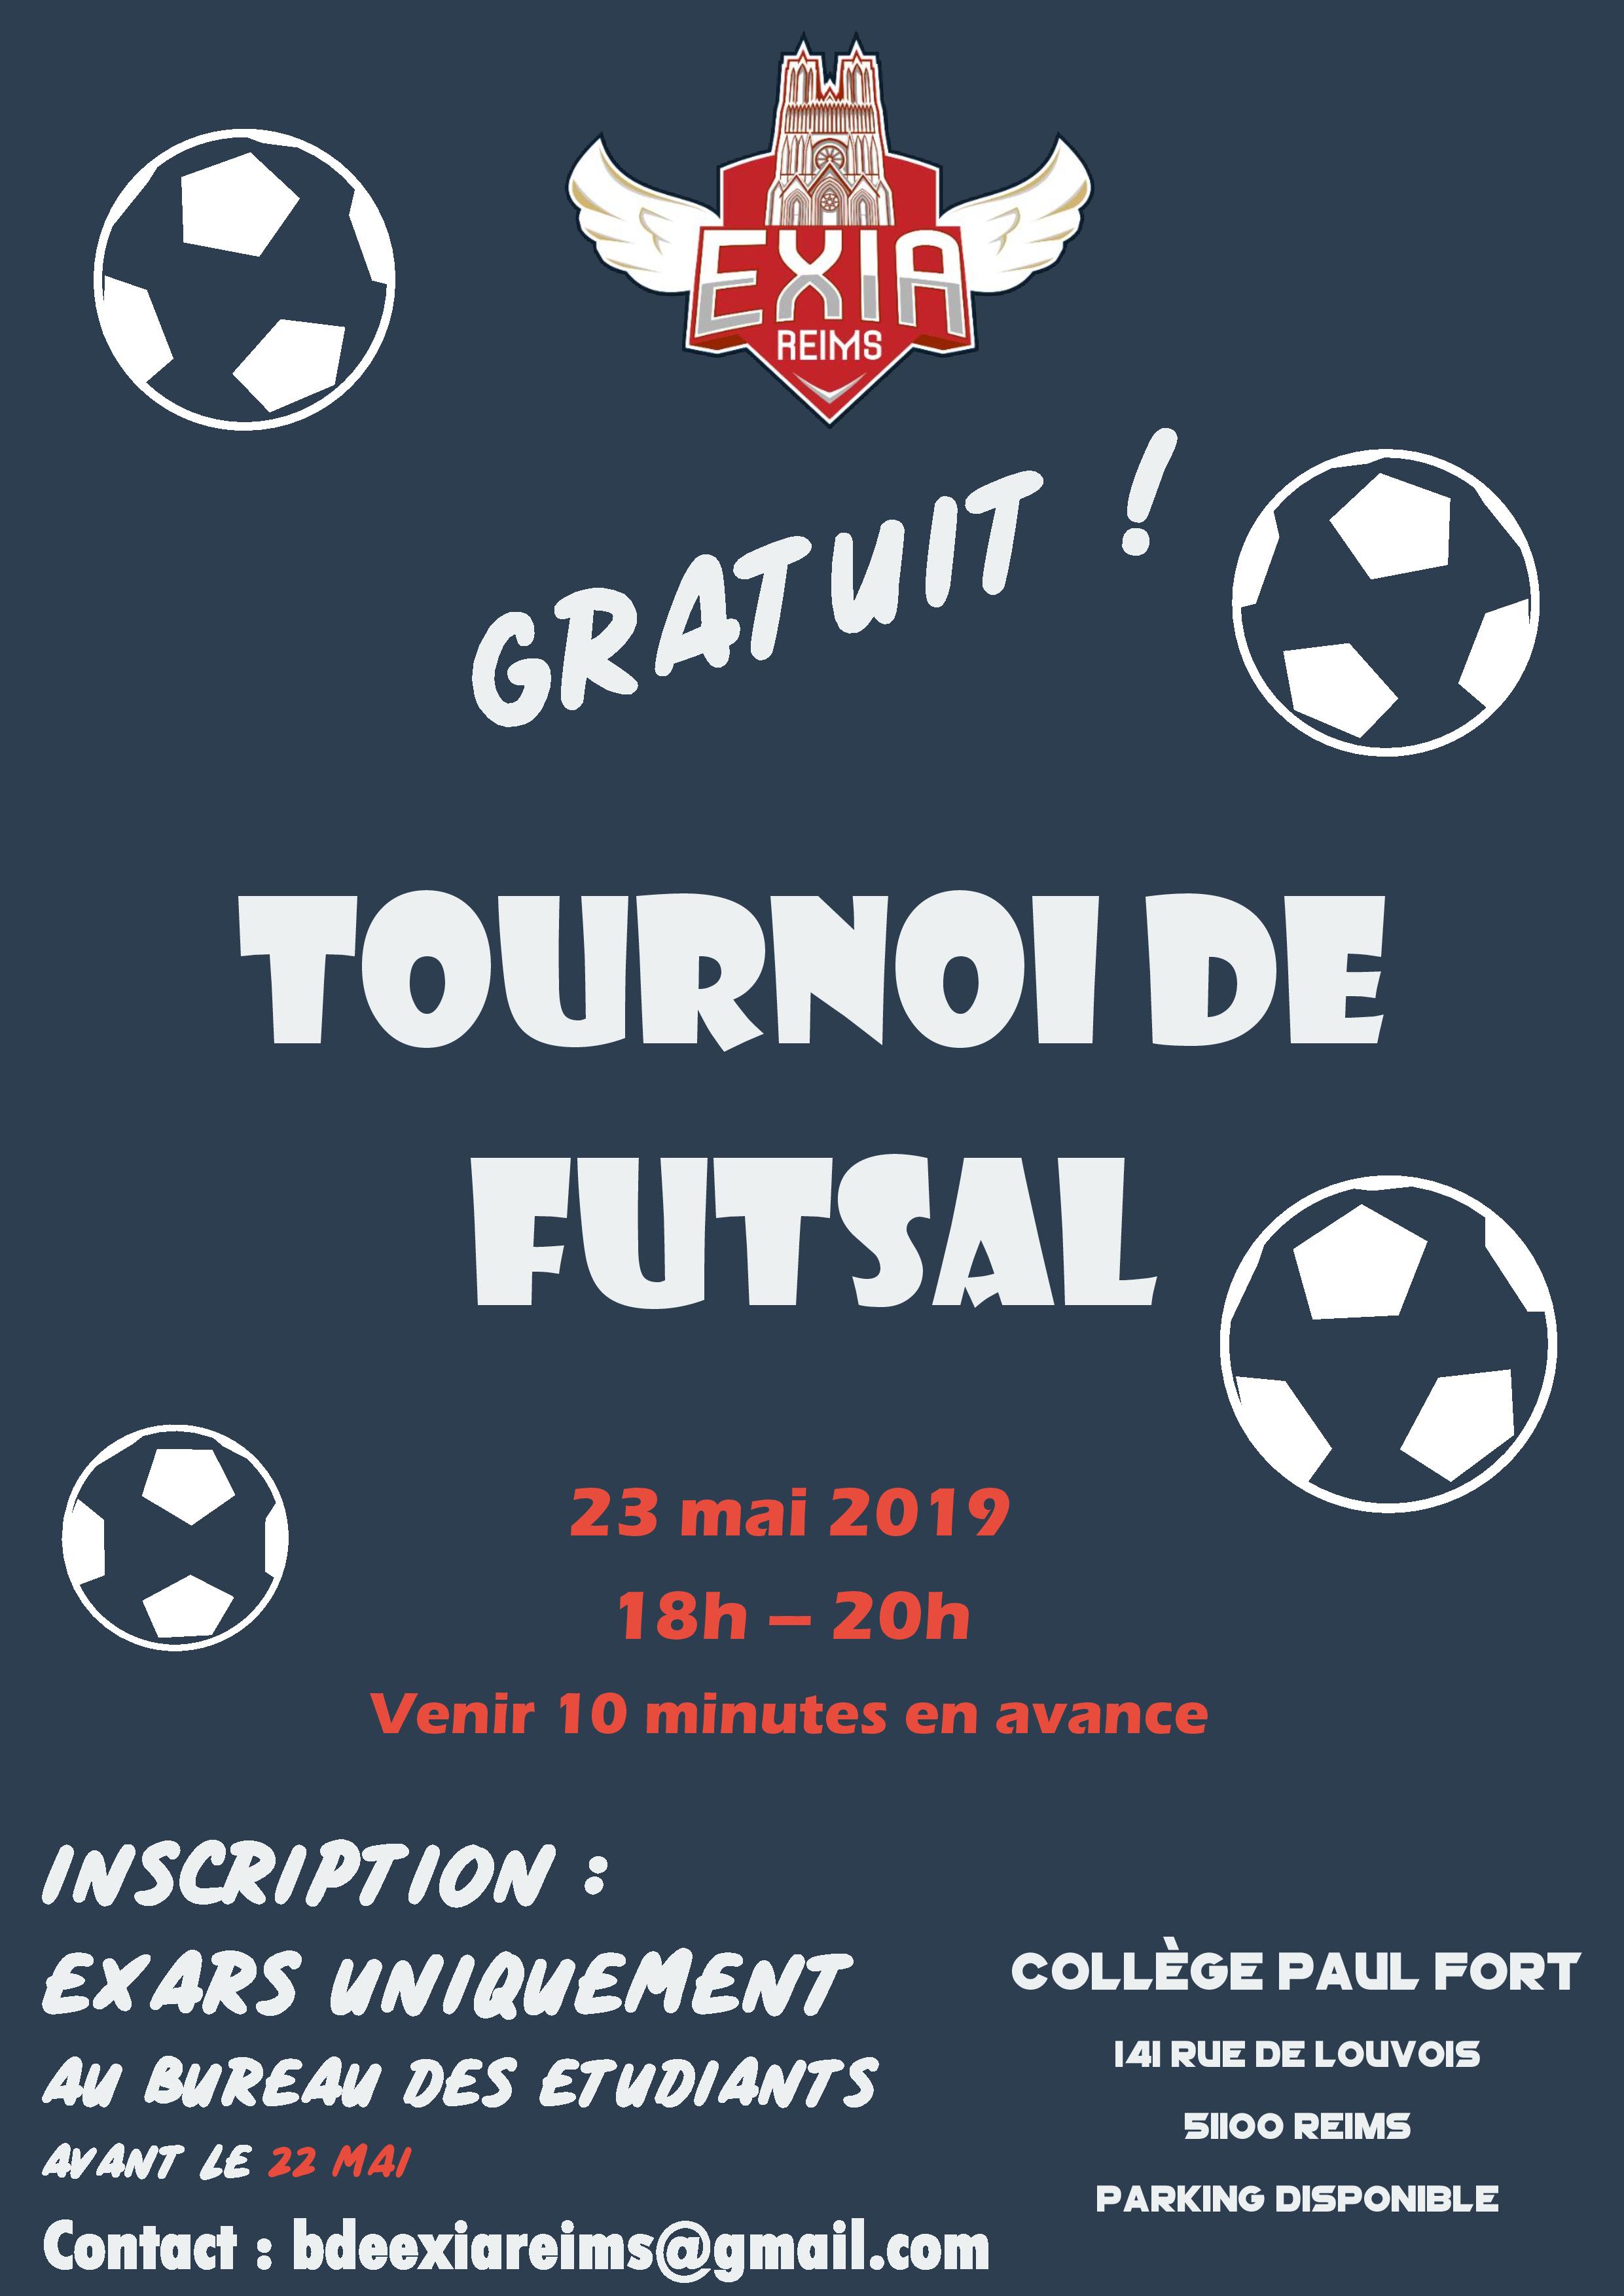 EXIA
REIMS
GRATUIT !
TOURNOI DE
FUTSAL
23 mai 2019
18h – 20h
Venir 10 minutes en avance
INSCRIPTION :
EXARS UNIQUEMENT
AU BUREAU DES ETUDIANTS
AVANT LE 22 MAI
Contact : bdeexiareims@gmail.com
COLLÈGE PAUL FORT
141 RUE DE LOUVOIS
51100 REIMS
PARKING DISPONIBLE